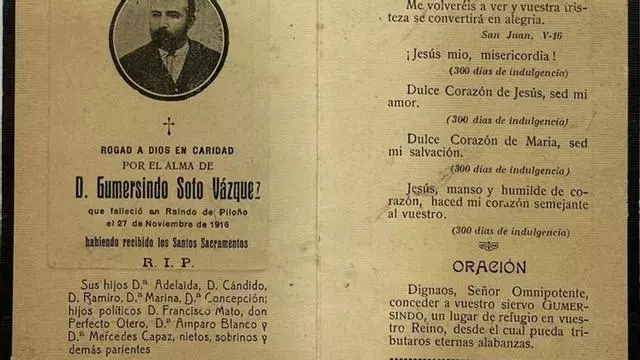 ROGAD A DIOS EN CARIDAD
POR EL ALMA DE
D. Gumersindo Soto Vázquez
que falleció en Raindo de Piloño
el 27 de Noviembre de 1916
habiendo recibido los Santos Sacramentos
R. I. P.
Sus hijos D.ª Adelaida, D. Cándido,
D. Ramiro, D.ª Marina, D.ª Concepción;
hijos políticos D. Francisco Mato, don
Perfecto Otero, D.ª Amparo Blanco y
D.ª Mercedes Capaz, nietos, sobrinos y
demás parientes
Me volveréis a ver y vuestra tris-
teza se convertirá en alegria.
San Juan, V-16
¡Jesús mio, misericordia!
(300 días de indulgencia)
Dulce Corazón de Jesús, sed mi
amor.
(300 días de indulgencia)
Dulce Corazón de Maria, sed
mi salvación.
(300 días de indulgencia)
Jesús, manso y humilde de co-
razón, haced mi corazón semejante
al vuestro.
(300 días de indulgencia)
ORACIÓN
Dignaos, Señor Omnipotente,
conceder a vuestro siervo GUMER-
SINDO, un lugar de refugio en vues-
tro Reino, desde el cual pueda tri-
butaros eternas alabanzas.